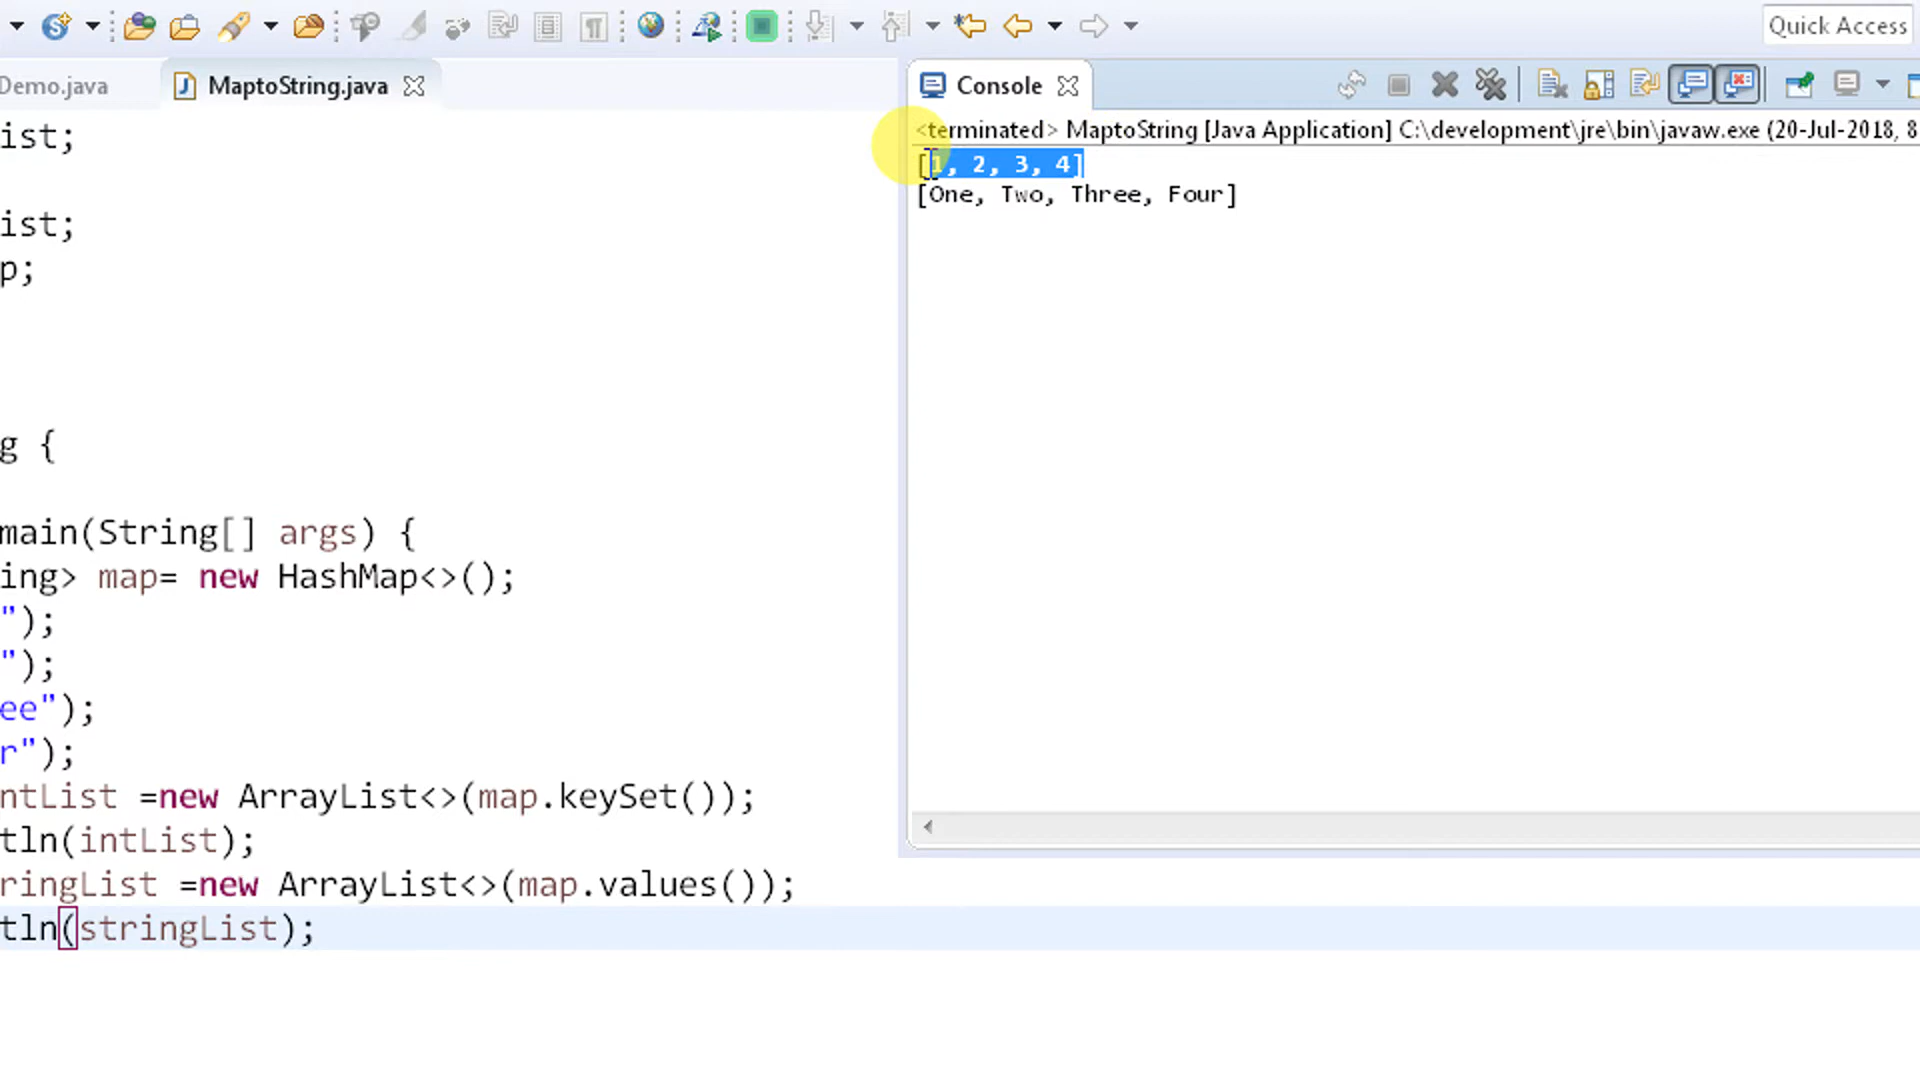 Quick Access
Demo.java
MaptoString.java
ist;
ist;
p;
g {
main(String[] args) {
ing> map= new HashMap<>();
");
");
ee");
r");
ntList =new ArrayList<>(map.keySet());
tln(intList);
ringList =new ArrayList<>(map.values());
tln(stringList);
Console
<terminated> MaptoString [Java Application] C:\development\jre\bin\javaw.exe (20-Jul-2018, 8
[1, 2, 3, 4]
[One, Two, Three, Four]